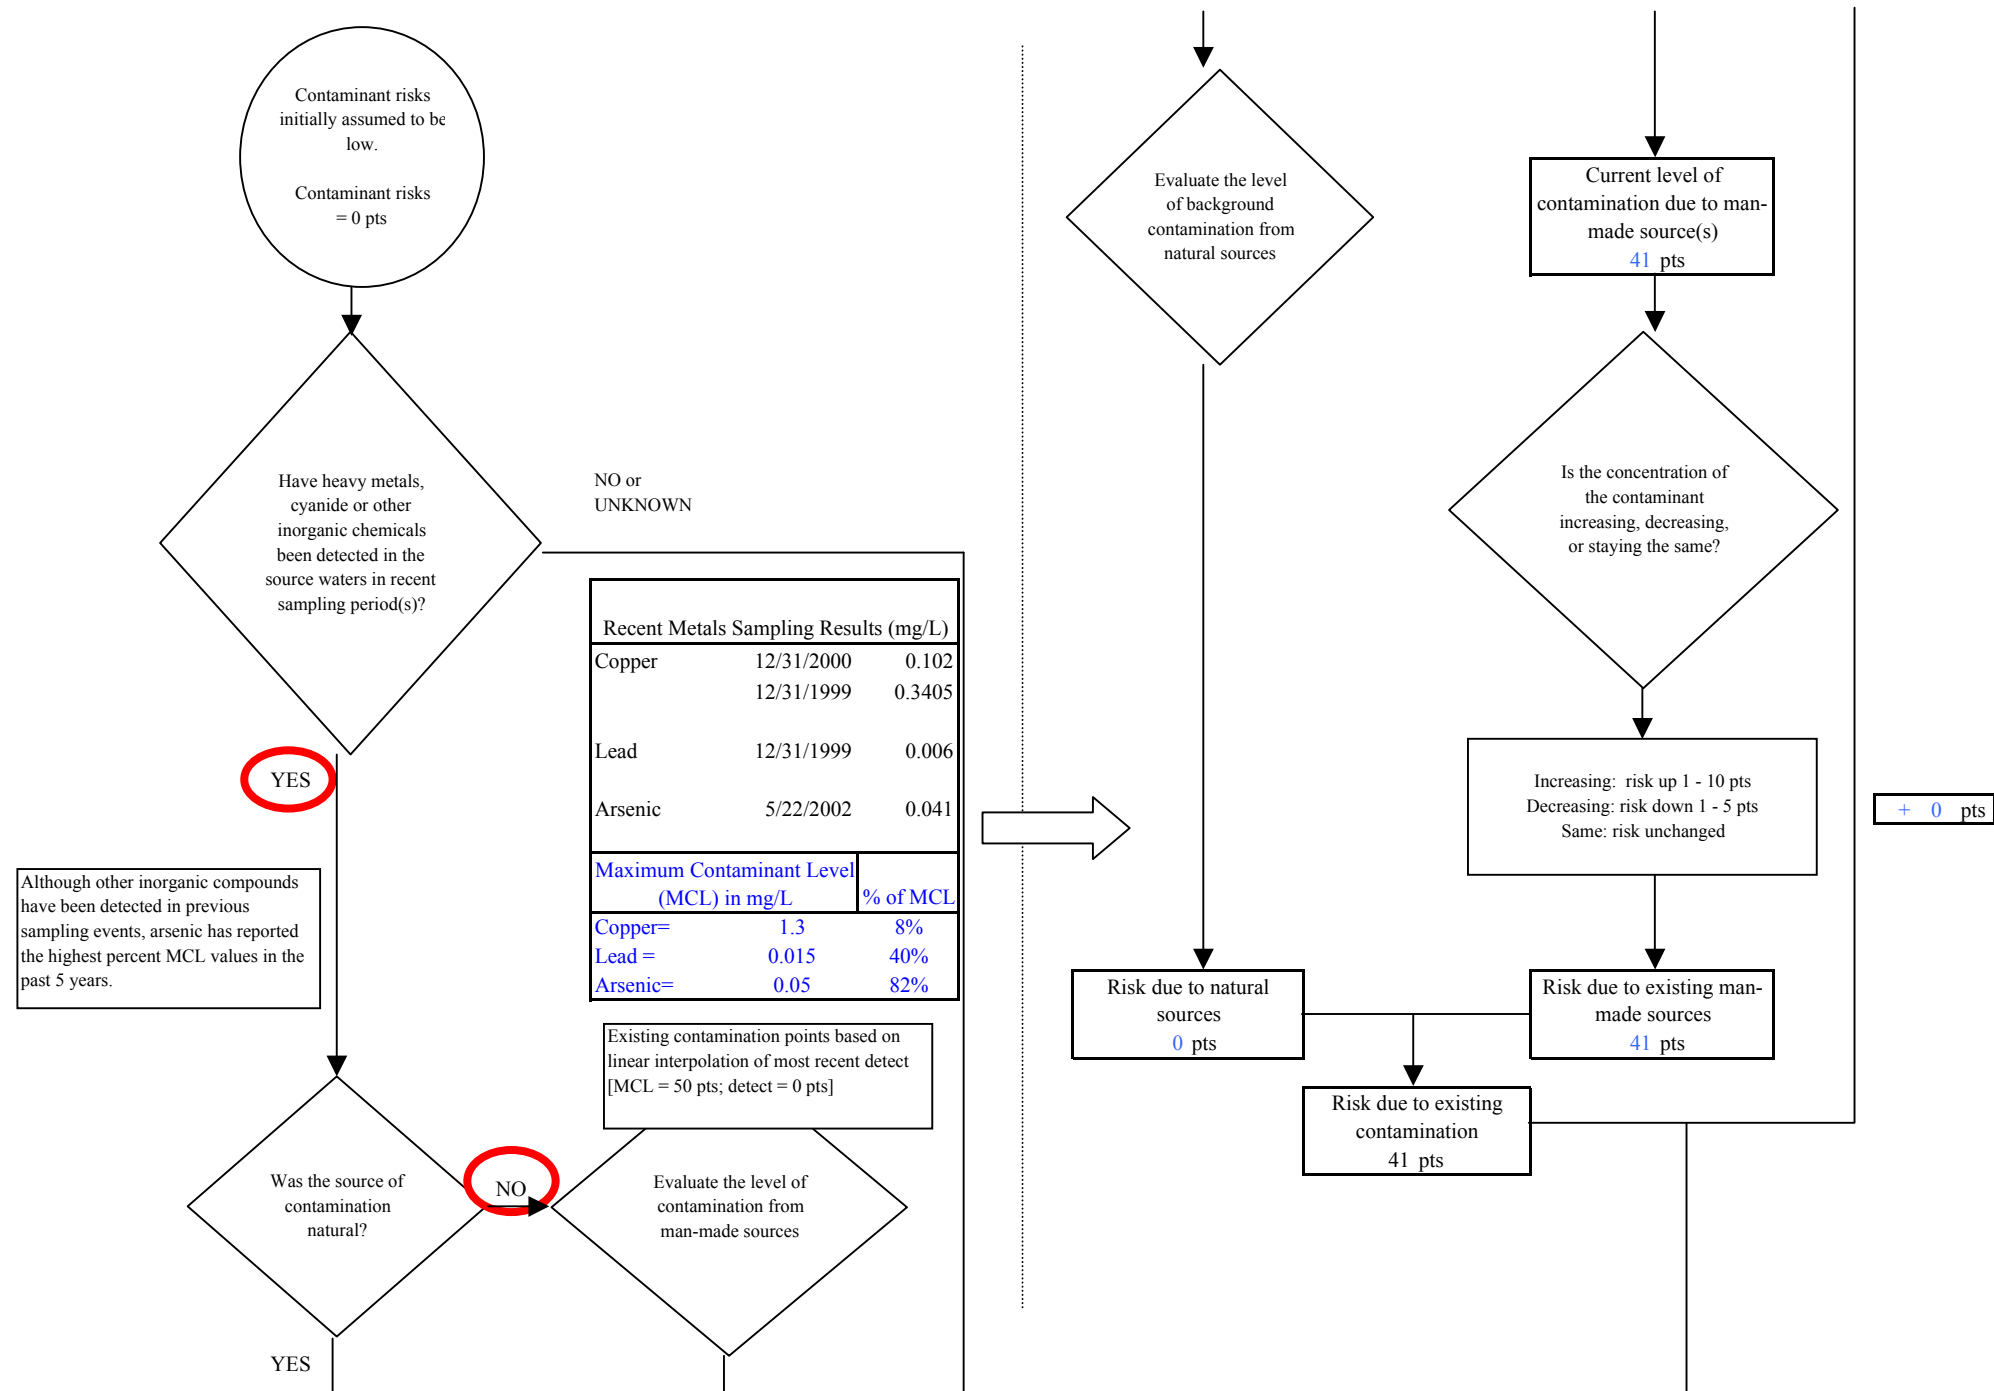 Contaminant risks
initially assumed to be
low.
Contaminant risks
= 0 pts
Have heavy metals,
cyanide or other
inorganic chemicals
been detected in the
source waters in recent
sampling period(s)?
NO or
UNKNOWN
YES
Recent Metals Sampling Results (mg/L)
Copper 12/31/2000 0.102
12/31/1999 0.3405
Lead 12/31/1999 0.006
Arsenic 5/22/2002 0.041
Maximum Contaminant Level
(MCL) in mg/L % of MCL
Copper= 1.3 8%
Lead = 0.015 40%
Arsenic= 0.05 82%
Although other inorganic compounds
have been detected in previous
sampling events, arsenic has reported
the highest percent MCL values in the
past 5 years.
Existing contamination points based on
linear interpolation of most recent detect
[MCL = 50 pts; detect = 0 pts]
Was the source of
contamination
natural?
NO
Evaluate the level of
contamination from
man-made sources
YES
Evaluate the level
of background
contamination from
natural sources
Current level of
contamination due to man-
made source(s)
41 pts
Is the concentration of
the contaminant
increasing, decreasing,
or staying the same?
Increasing: risk up 1 - 10 pts
Decreasing: risk down 1 - 5 pts
Same: risk unchanged
+ 0 pts
Risk due to natural
sources
0 pts
Risk due to existing man-
made sources
41 pts
Risk due to existing
contamination
41 pts